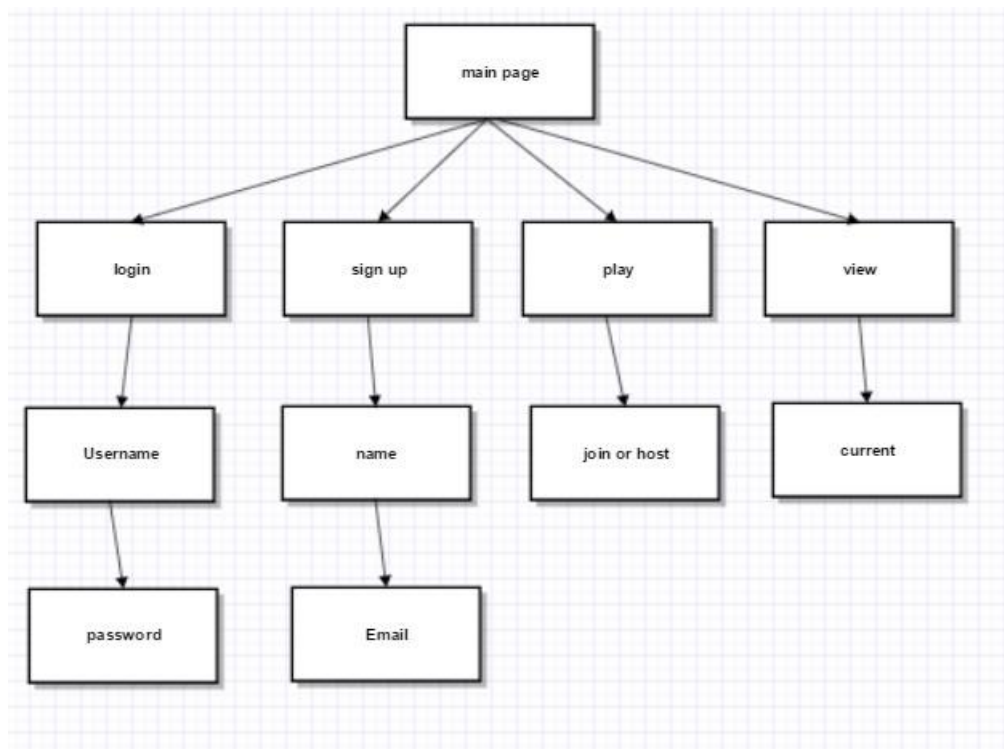 main page
login
sign up
play
view
Username
name
join or host
current
password
Email